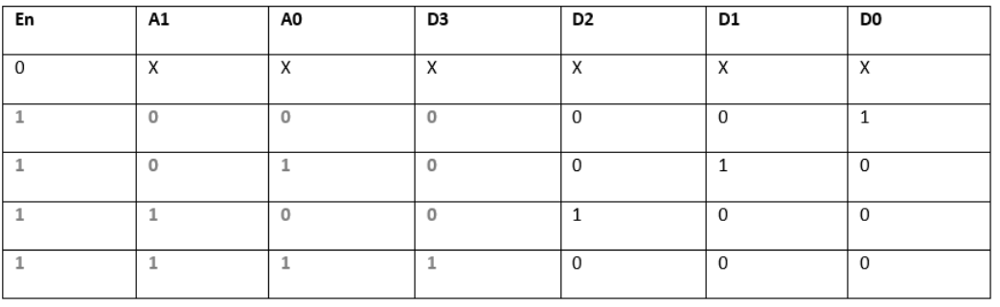 En A1 A0 D3 D2 D1 D0
0 X X X X X X
1 0 0 0 0 0 1
1 0 1 0 0 1 0
1 1 0 0 1 0 0
1 1 1 1 0 0 0